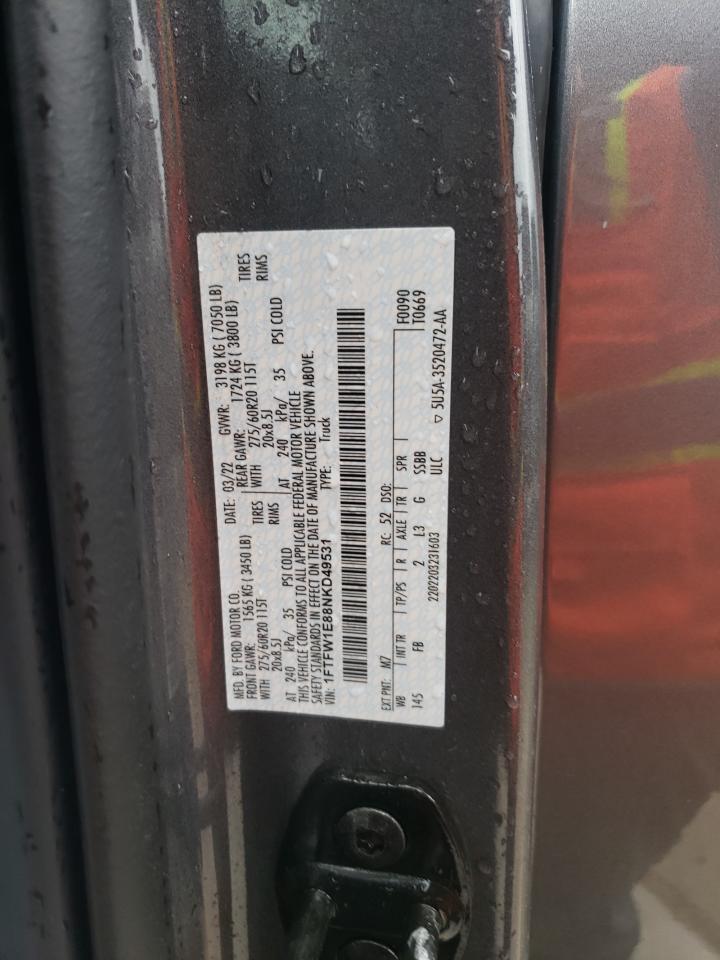 MFD. BY FORD MOTOR CO. DATE: 03/22 GVWR: 3198 KG ( 7050 LB)
FRONT GAWR: 1565 KG ( 3450 LB) REAR GAWR: 1724 KG ( 3800 LB)
WITH 275/60R20 115T TIRES WITH 275/60R20 115T TIRES
20x8.5J RIMS 20x8.5J RIMS
AT 240 kPa/ 35 PSI COLD AT 240 kPa/ 35 PSI COLD
THIS VEHICLE CONFORMS TO ALL APPLICABLE FEDERAL MOTOR VEHICLE
SAFETY STANDARDS IN EFFECT ON THE DATE OF MANUFACTURE SHOWN ABOVE.
VIN: 1FTFW1E88NKD49531 TYPE: Truck
EXT PNT: M7 RC: 52 DSO: F0090
WB INT TR TP/PS R AXLE TR SPR T0669
145 FB 2 L3 G SSBB
2202203231603 ULC ▽ 5U5A-3520472-AA